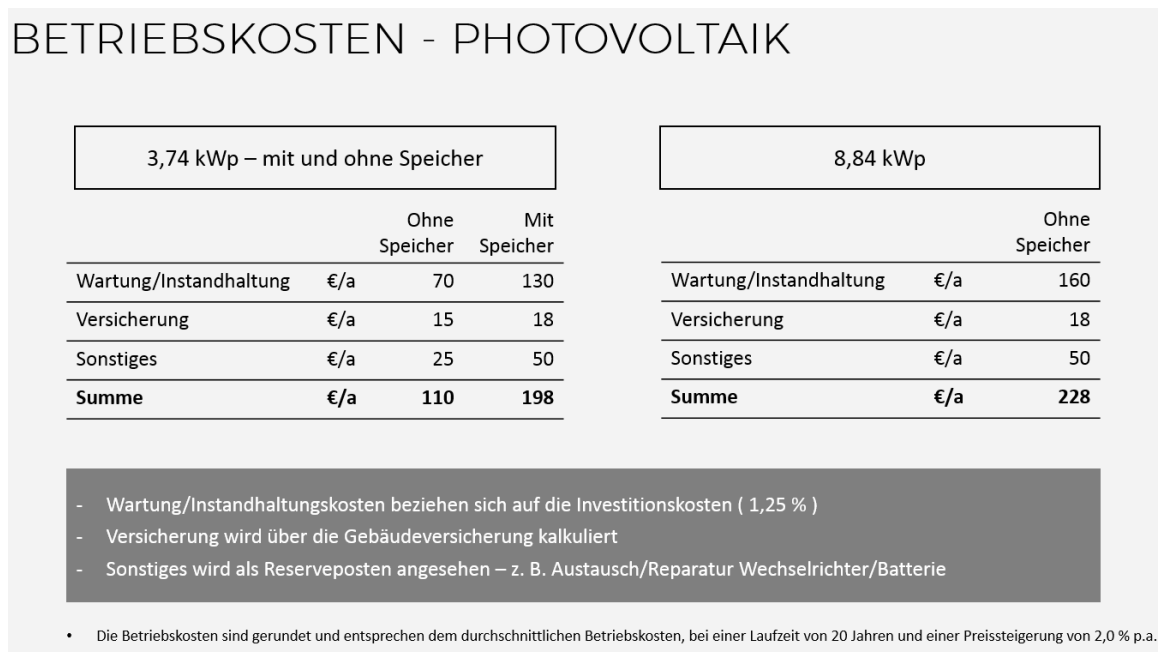 BETRIEBSKOSTEN - PHOTOVOLTAIK
3,74 kWp – mit und ohne Speicher
Ohne Speicher Mit Speicher
Wartung/Instandhaltung €/a 70 130
Versicherung €/a 15 18
Sonstiges €/a 25 50
Summe €/a 110 198
8,84 kWp
Ohne Speicher
Wartung/Instandhaltung €/a 160
Versicherung €/a 18
Sonstiges €/a 50
Summe €/a 228
- Wartung/Instandhaltungskosten beziehen sich auf die Investitionskosten ( 1,25 % )
- Versicherung wird über die Gebäudeversicherung kalkuliert
- Sonstiges wird als Reserveposten angesehen – z. B. Austausch/Reparatur Wechselrichter/Batterie
• Die Betriebskosten sind gerundet und entsprechen dem durchschnittlichen Betriebskosten, bei einer Laufzeit von 20 Jahren und einer Preissteigerung von 2,0 % p.a.